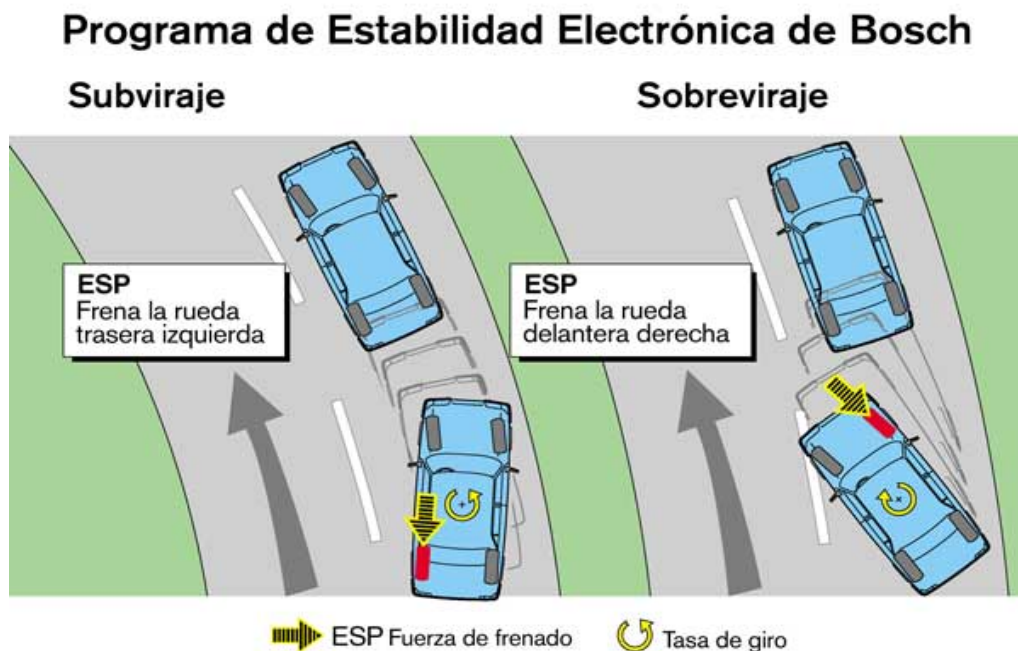 Programa de Estabilidad Electrónica de Bosch
Subviraje
Sobreviraje
ESP
Frena la rueda
trasera izquierda
ESP
Frena la rueda
delantera derecha
ESP Fuerza de frenado
Tasa de giro